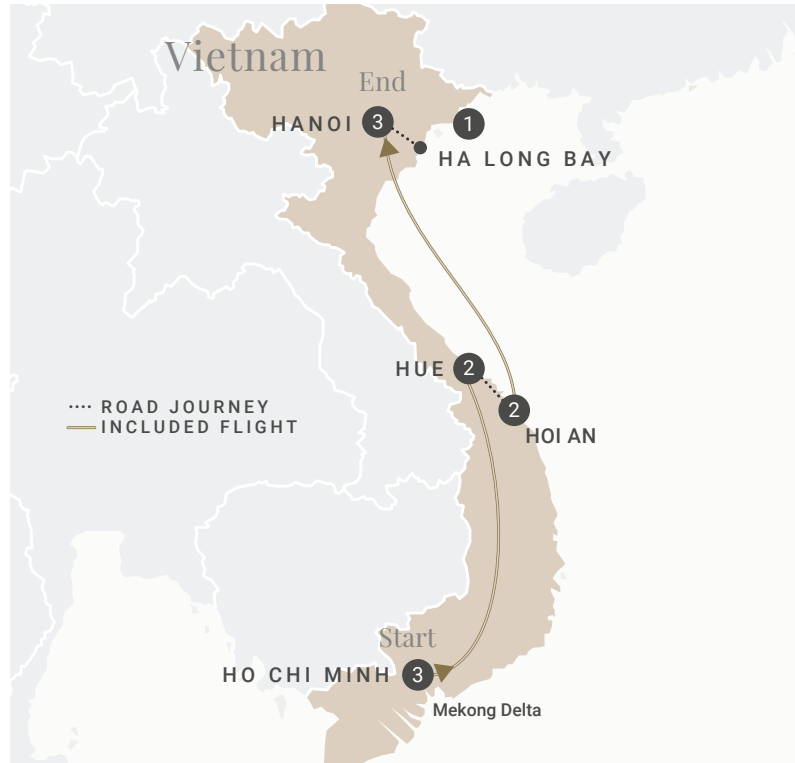 Vietnam
End
HANOI 3
1
HA LONG BAY
HUE 2
2
HOI AN
ROAD JOURNEY
INCLUDED FLIGHT
Start
HO CHI MINH 3
Mekong Delta